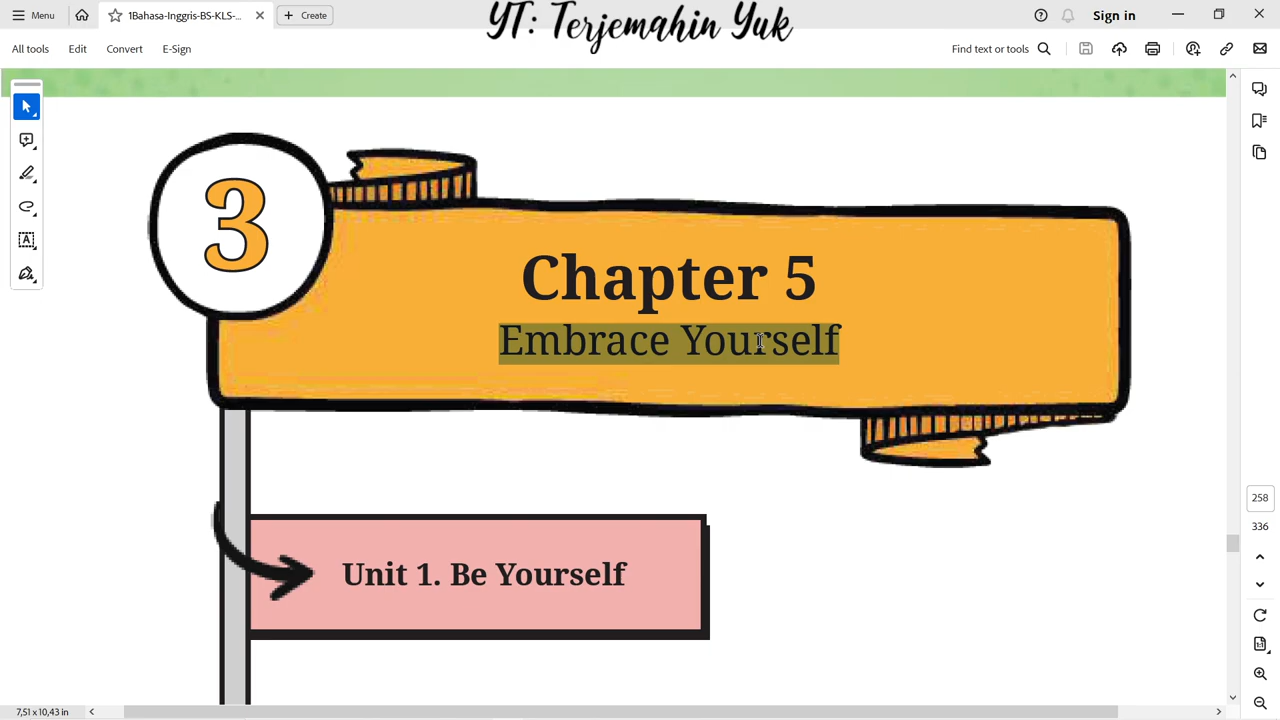 Menu
1Bahasa-Inggris-BS-KLS-...
Create
YT: Terjemahin Yuk
Sign in
All tools
Edit
Convert
E-Sign
Find text or tools
3
Chapter 5
Embrace Yourself
Unit 1. Be Yourself
258
336
7,51 x 10,43 in